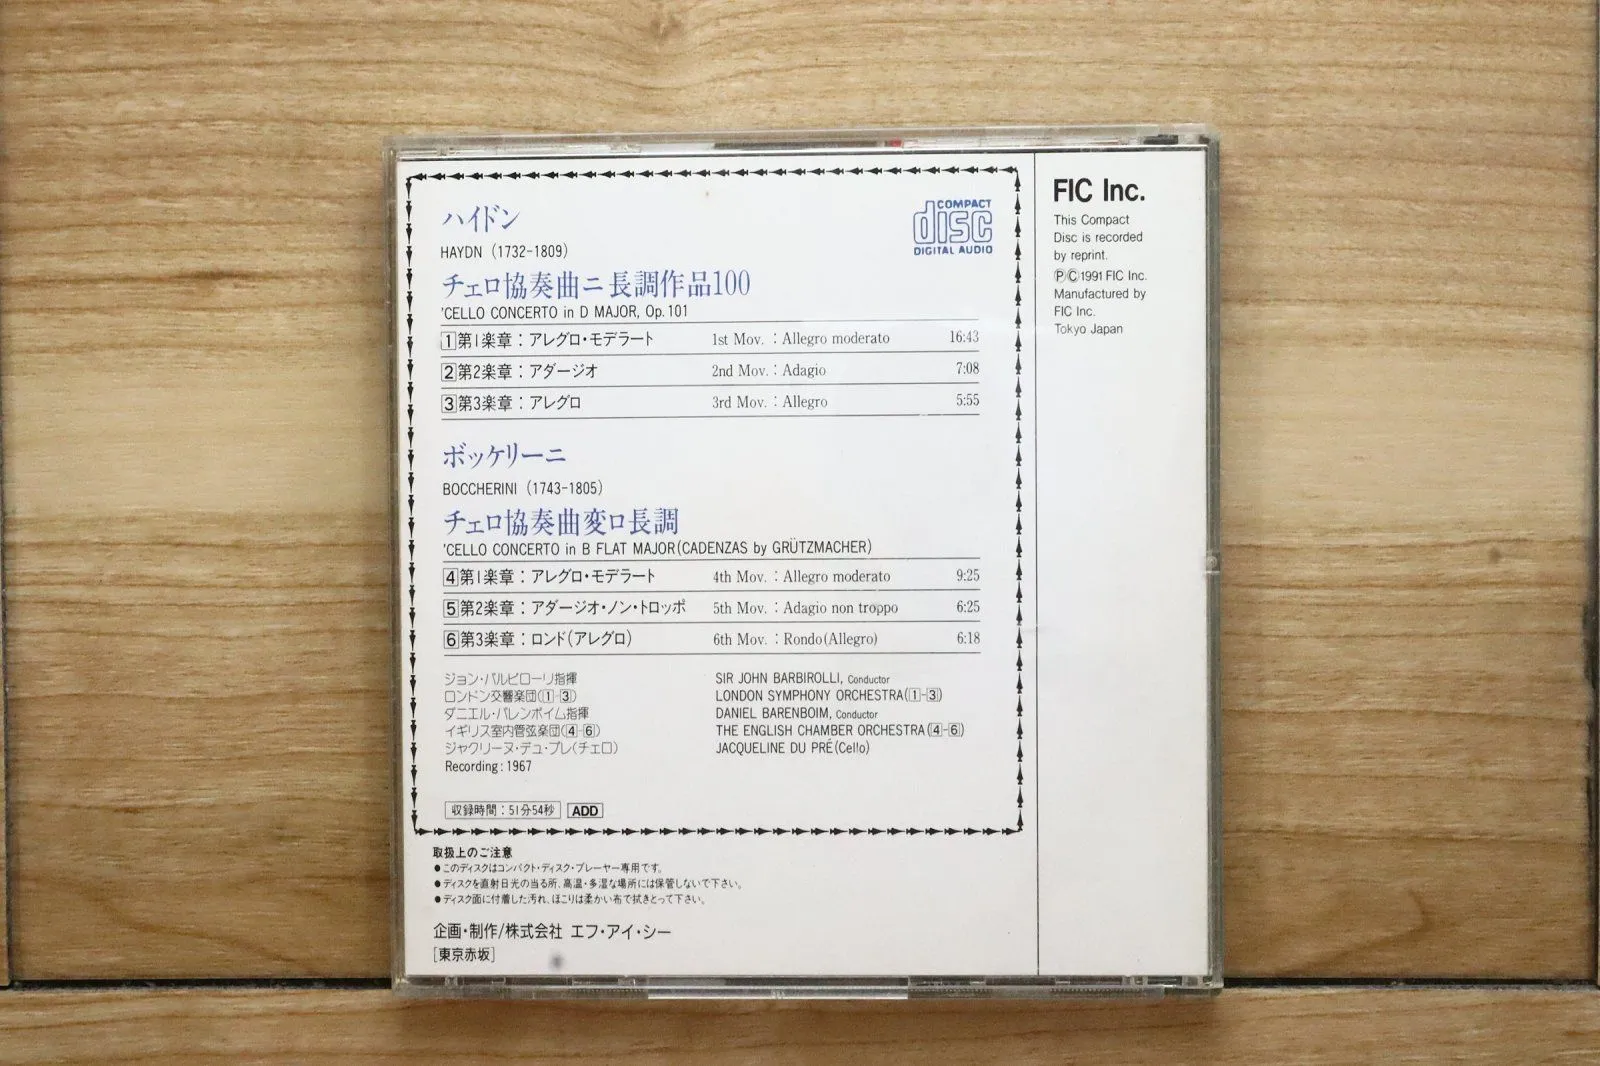 ハイドン
HAYDN (1732-1809)
チェロ協奏曲ニ長調作品100
'CELLO CONCERTO in D MAJOR, Op.101
1 第1楽章：アレグロ・モデラート 1st Mov.：Allegro moderato 16:43
2 第2楽章：アダージオ 2nd Mov.：Adagio 7:08
3 第3楽章：アレグロ 3rd Mov.：Allegro 5:55
COMPACT
disc
DIGITAL AUDIO
ボッケリーニ
BOCCHERINI (1743-1805)
チェロ協奏曲変ロ長調
'CELLO CONCERTO in B FLAT MAJOR(CADENZAS by GRÜTZMACHER)
4 第1楽章：アレグロ・モデラート 4th Mov.：Allegro moderato 9:25
5 第2楽章：アダージオ・ノン・トロッポ 5th Mov.：Adagio non troppo 6:25
6 第3楽章：ロンド(アレグロ) 6th Mov.：Rondo(Allegro) 6:18
ジョン・バルビローリ指揮 SIR JOHN BARBIROLLI, Conductor
ロンドン交響楽団(1-3) LONDON SYMPHONY ORCHESTRA(1-3)
ダニエル・バレンボイム指揮 DANIEL BARENBOIM, Conductor
イギリス室内管弦楽団(4-6) THE ENGLISH CHAMBER ORCHESTRA(4-6)
ジャクリーヌ・デュ・プレ(チェロ) JACQUELINE DU PRÉ(Cello)
Recording:1967
収録時間：51分54秒 ADD
取扱上のご注意
●このディスクはコンパクト・ディスク・プレーヤー専用です。
●ディスクを直射日光の当る所、高温・多湿な場所には保管しないで下さい。
●ディスク面に付着した汚れ、ほこりは柔かい布で拭きとって下さい。
企画・制作/株式会社 エフ・アイ・シー
[東京赤坂]
FIC Inc.
This Compact
Disc is recorded
by reprint.
ⓅⒸ1991 FIC Inc.
Manufactured by
FIC Inc.
Tokyo Japan